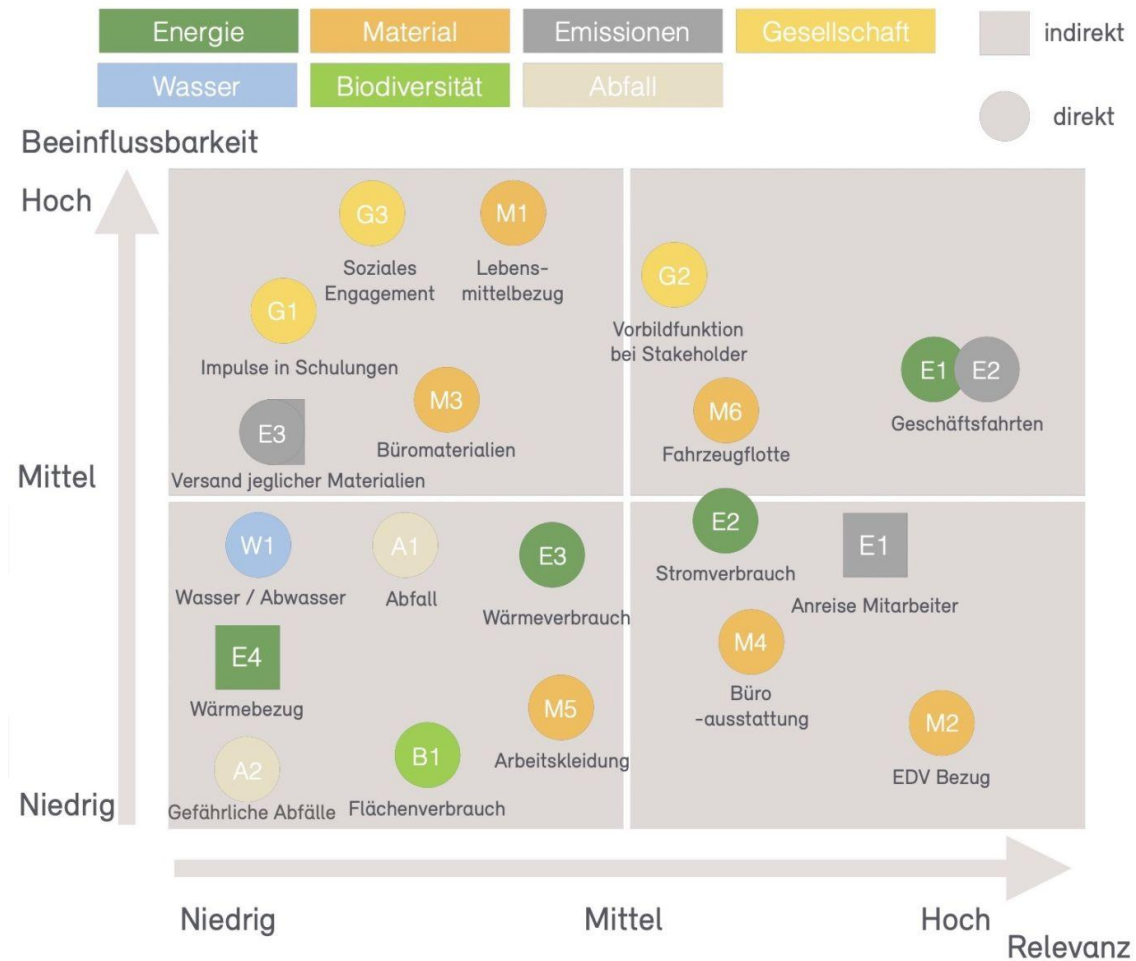 Energie
Material
Emissionen
Gesellschaft
indirekt
Wasser
Biodiversität
Abfall
direkt
Beeinflussbarkeit
Hoch
G3
Soziales
Engagement
M1
Lebens-
mittelbezug
G2
Vorbildfunktion
bei Stakeholder
G1
Impulse in Schulungen
E1
E2
Geschäftsfahrten
M3
Büromaterialien
M6
Fahrzeugflotte
E3
Versand jeglicher Materialien
Mittel
W1
Wasser / Abwasser
A1
Abfall
E3
Wärmeverbrauch
E2
Stromverbrauch
E1
Anreise Mitarbeiter
E4
Wärmebezug
M5
Arbeitskleidung
M4
Büro
-ausstattung
M2
EDV Bezug
A2
Gefährliche Abfälle
B1
Flächenverbrauch
Niedrig
Niedrig
Mittel
Hoch
Relevanz